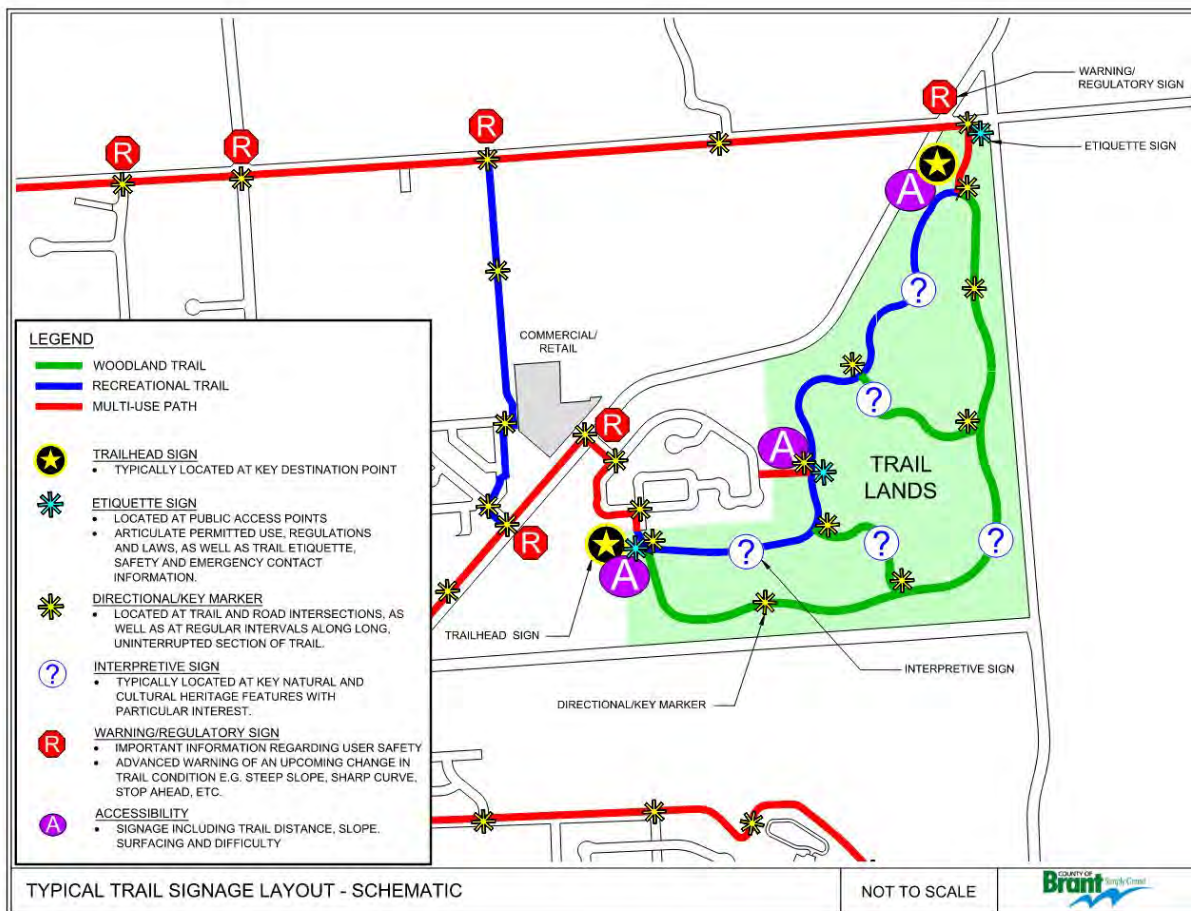 WARNING/
REGULATORY SIGN
R
R
R
R
ETIQUETTE SIGN
A
?
COMMERCIAL/
RETAIL
?
R
A
TRAIL
LANDS
R
?
?
?
A
TRAILHEAD SIGN
INTERPRETIVE SIGN
DIRECTIONAL/KEY MARKER
LEGEND
WOODLAND TRAIL
RECREATIONAL TRAIL
MULTI-USE PATH
TRAILHEAD SIGN
• TYPICALLY LOCATED AT KEY DESTINATION POINT
ETIQUETTE SIGN
• LOCATED AT PUBLIC ACCESS POINTS
• ARTICULATE PERMITTED USE, REGULATIONS
AND LAWS, AS WELL AS TRAIL ETIQUETTE,
SAFETY AND EMERGENCY CONTACT
INFORMATION.
DIRECTIONAL/KEY MARKER
• LOCATED AT TRAIL AND ROAD INTERSECTIONS, AS
WELL AS AT REGULAR INTERVALS ALONG LONG,
UNINTERRUPTED SECTION OF TRAIL.
?
INTERPRETIVE SIGN
• TYPICALLY LOCATED AT KEY NATURAL AND
CULTURAL HERITAGE FEATURES WITH
PARTICULAR INTEREST.
R
WARNING/REGULATORY SIGN
• IMPORTANT INFORMATION REGARDING USER SAFETY
• ADVANCED WARNING OF AN UPCOMING CHANGE IN
TRAIL CONDITION E.G. STEEP SLOPE, SHARP CURVE,
STOP AHEAD, ETC.
A
ACCESSIBILITY
• SIGNAGE INCLUDING TRAIL DISTANCE, SLOPE.
SURFACING AND DIFFICULTY
TYPICAL TRAIL SIGNAGE LAYOUT - SCHEMATIC
NOT TO SCALE
COUNTY OF
Brant Simply Grand